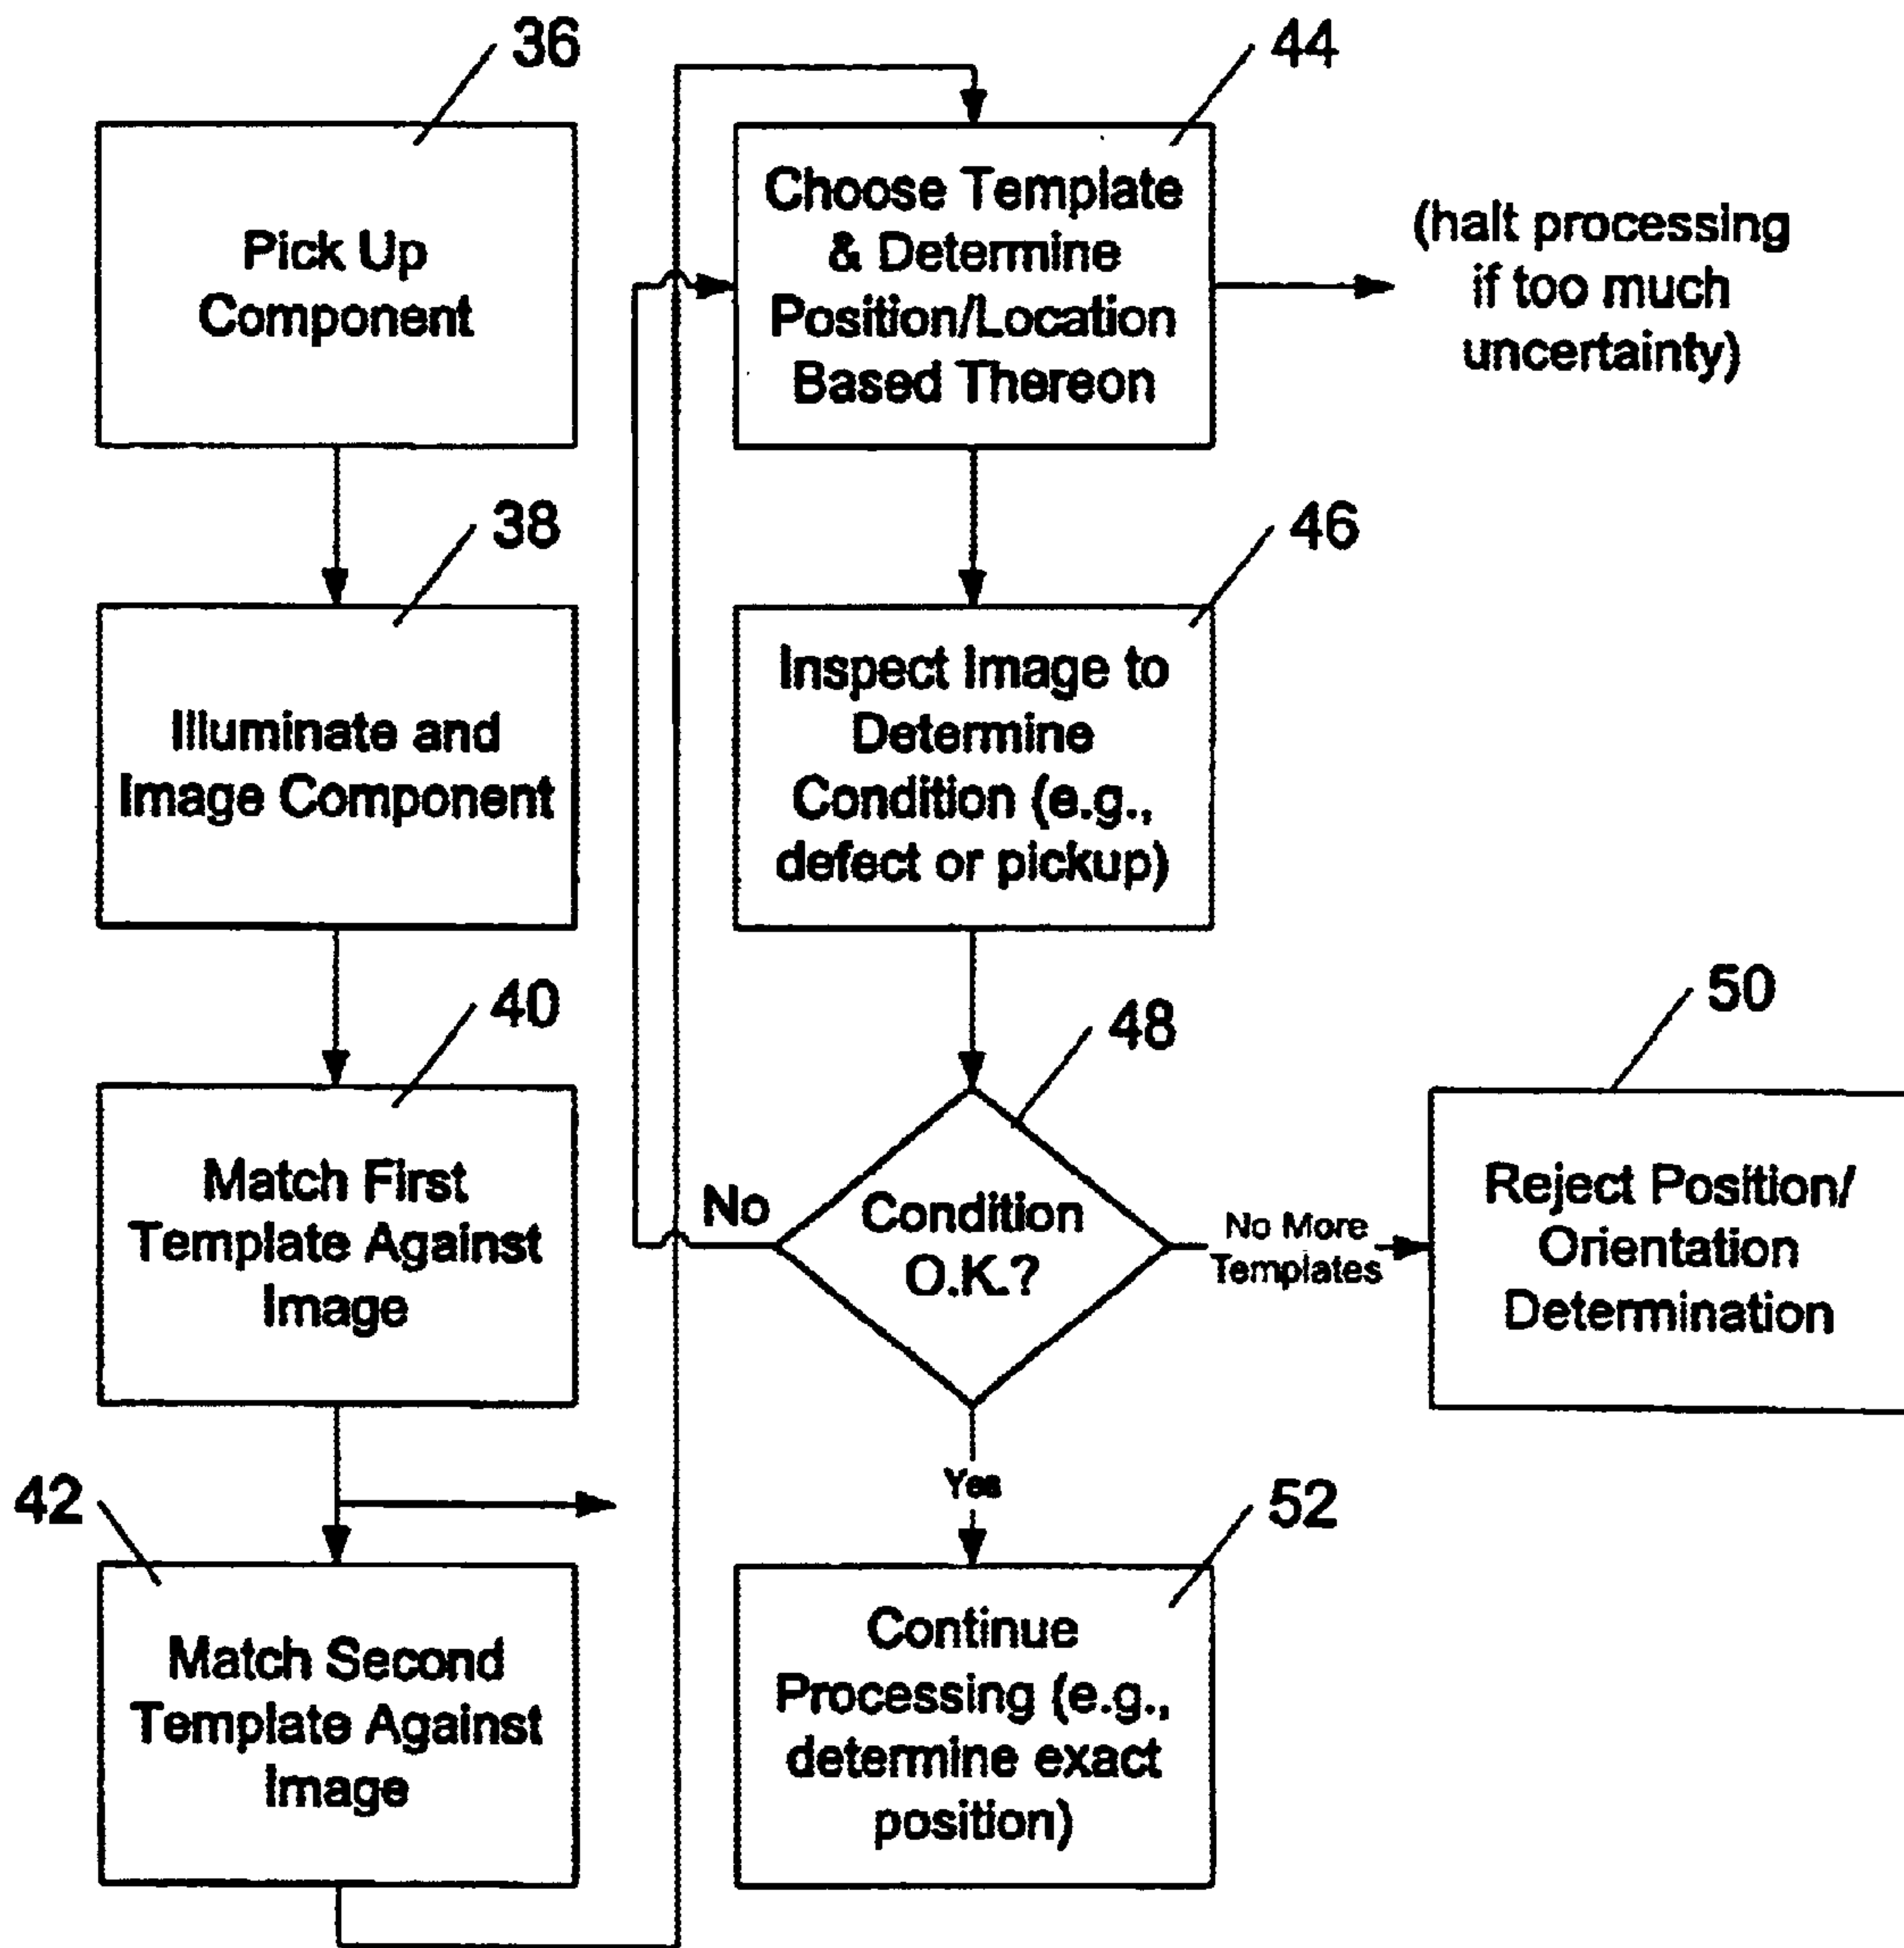 36
Pick Up
Component
38
Illuminate and
Image Component
40
Match First
Template Against
Image
42
Match Second
Template Against
Image
44
Choose Template
& Determine
Position/Location
Based Thereon
(halt processing
if too much
uncertainty)
46
Inspect Image to
Determine
Condition (e.g.,
defect or pickup)
48
Condition
O.K.?
No
No More
Templates
50
Reject Position/
Orientation
Determination
Yes
52
Continue
Processing (e.g.,
determine exact
position)